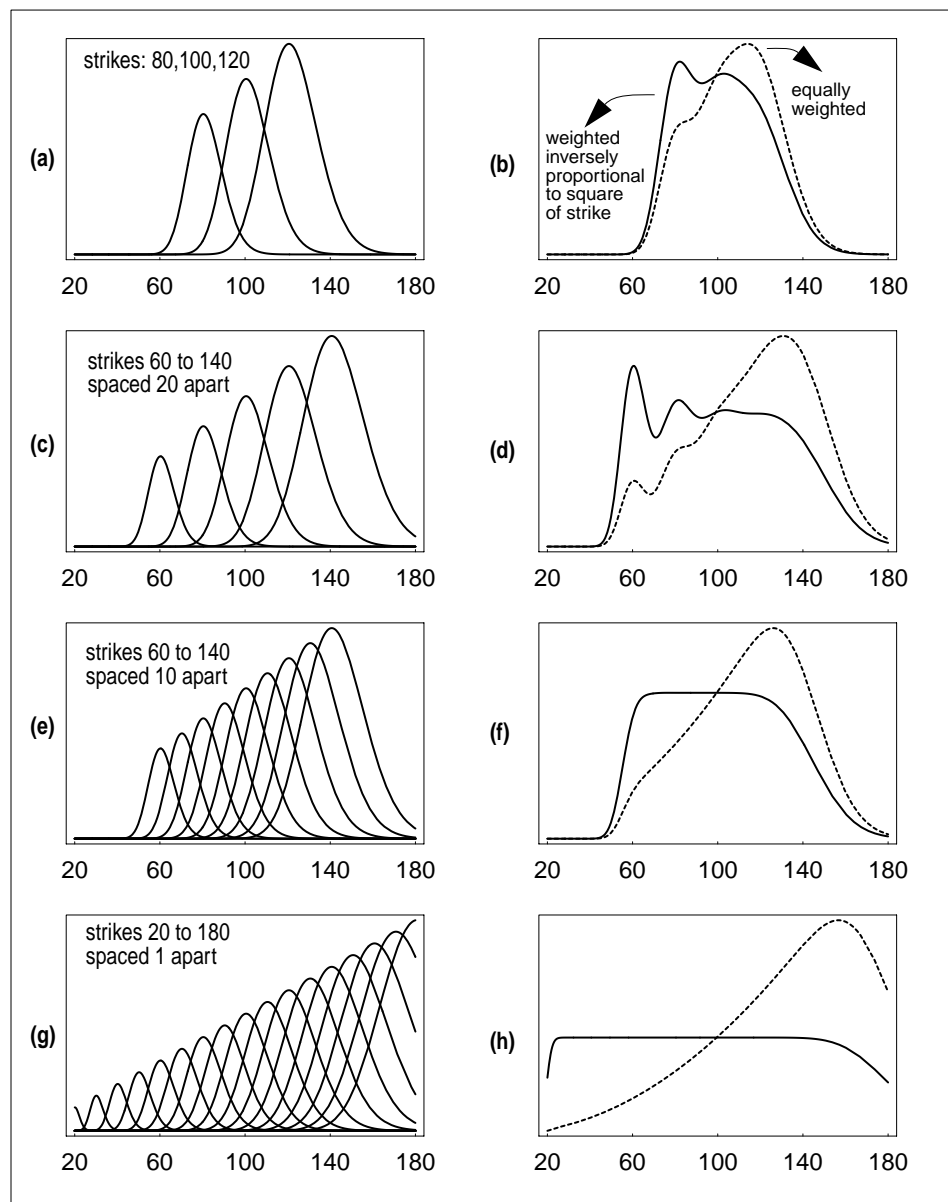 strikes: 80,100,120
(a)
20 60 100 140 180
equally
weighted
weighted
inversely
proportional
to square
of strike
(b)
20 60 100 140 180
strikes 60 to 140
spaced 20 apart
(c)
20 60 100 140 180
(d)
20 60 100 140 180
strikes 60 to 140
spaced 10 apart
(e)
20 60 100 140 180
(f)
20 60 100 140 180
strikes 20 to 180
spaced 1 apart
(g)
20 60 100 140 180
(h)
20 60 100 140 180